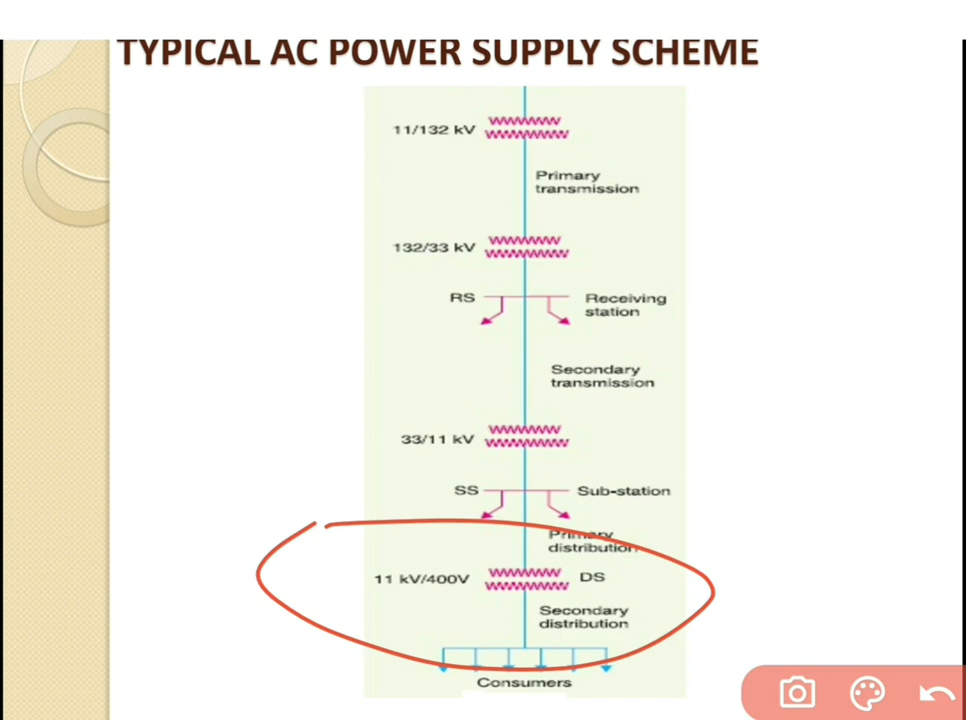 TYPICAL AC POWER SUPPLY SCHEME
11/132 kV
Primary
transmission
132/33 kV
RS
Receiving
station
Secondary
transmission
33/11 kV
SS
Sub-station
Primary
distribution
11 kV/400V
DS
Secondary
distribution
Consumers